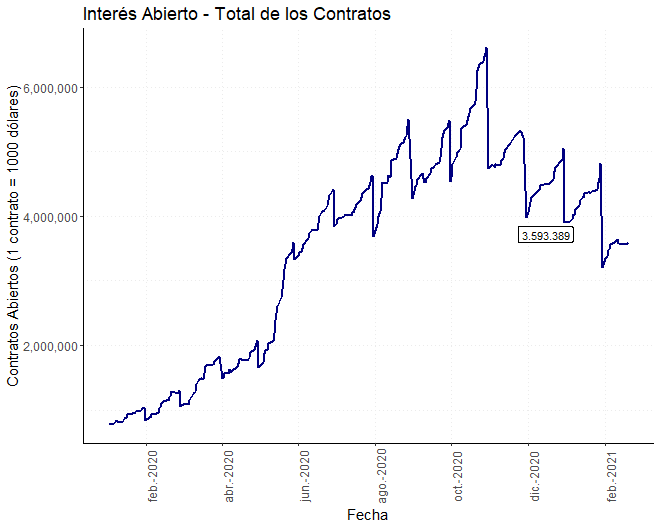 Interés Abierto - Total de los Contratos
Contratos Abiertos (1 contrato = 1000 dólares)
6,000,000
4,000,000
2,000,000
3.593.389
feb.-2020
abr.-2020
jun.-2020
ago.-2020
oct.-2020
dic.-2020
feb.-2021
Fecha